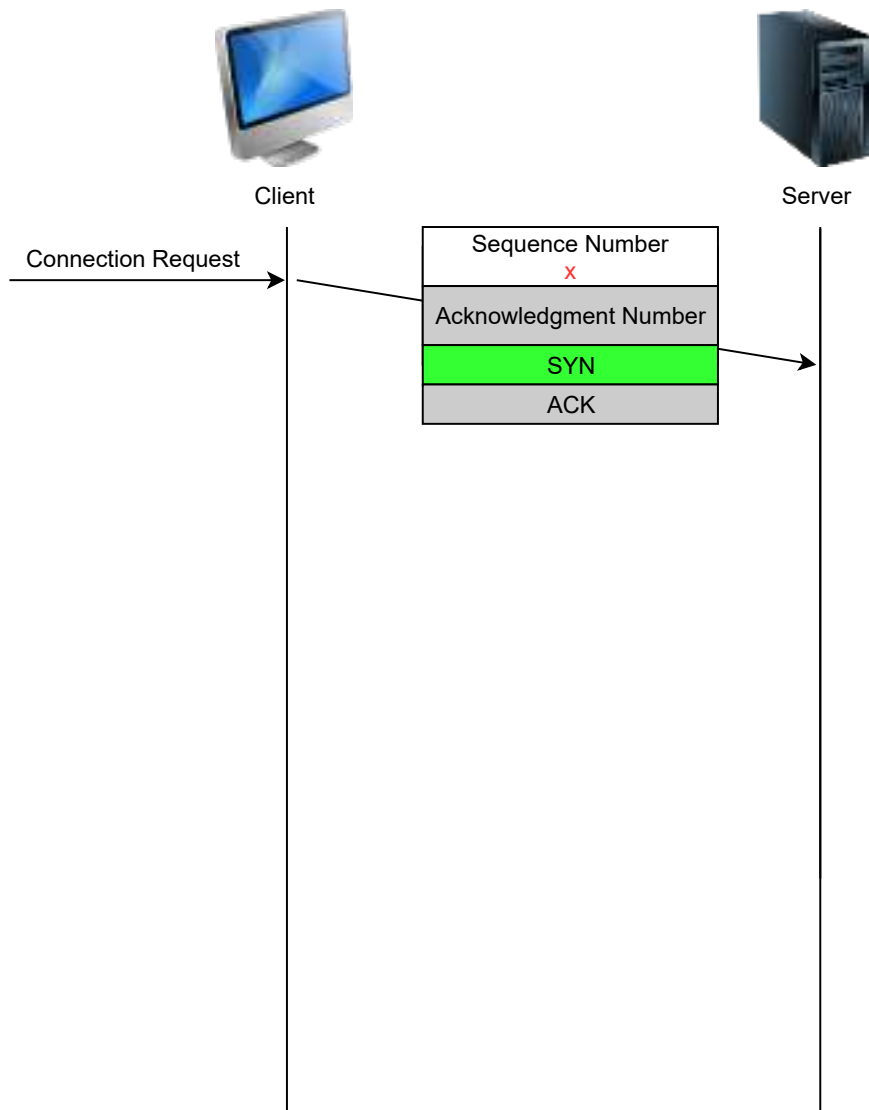 Client
Server
Connection Request
Sequence Number
x
Acknowledgment Number
SYN
ACK